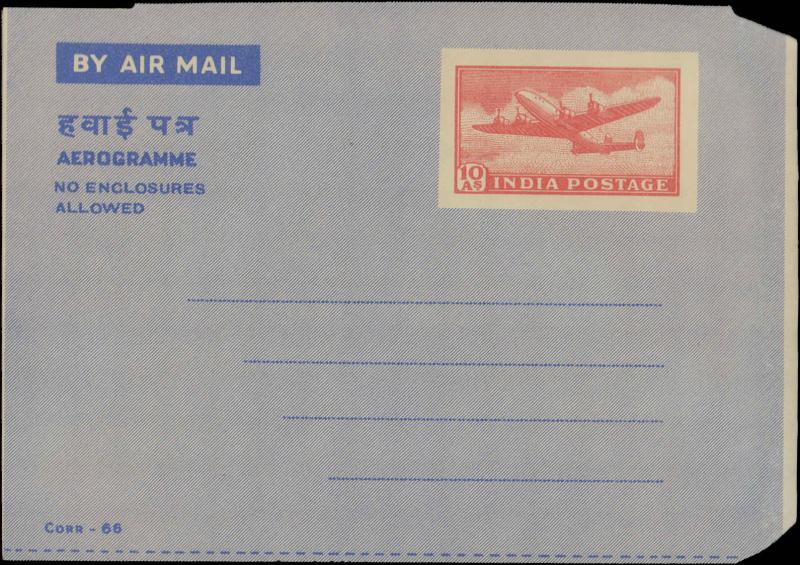 BY AIR MAIL
हवाई पत्र
AEROGRAMME
NO ENCLOSURES
ALLOWED
10 AS INDIA POSTAGE
CORR - 66